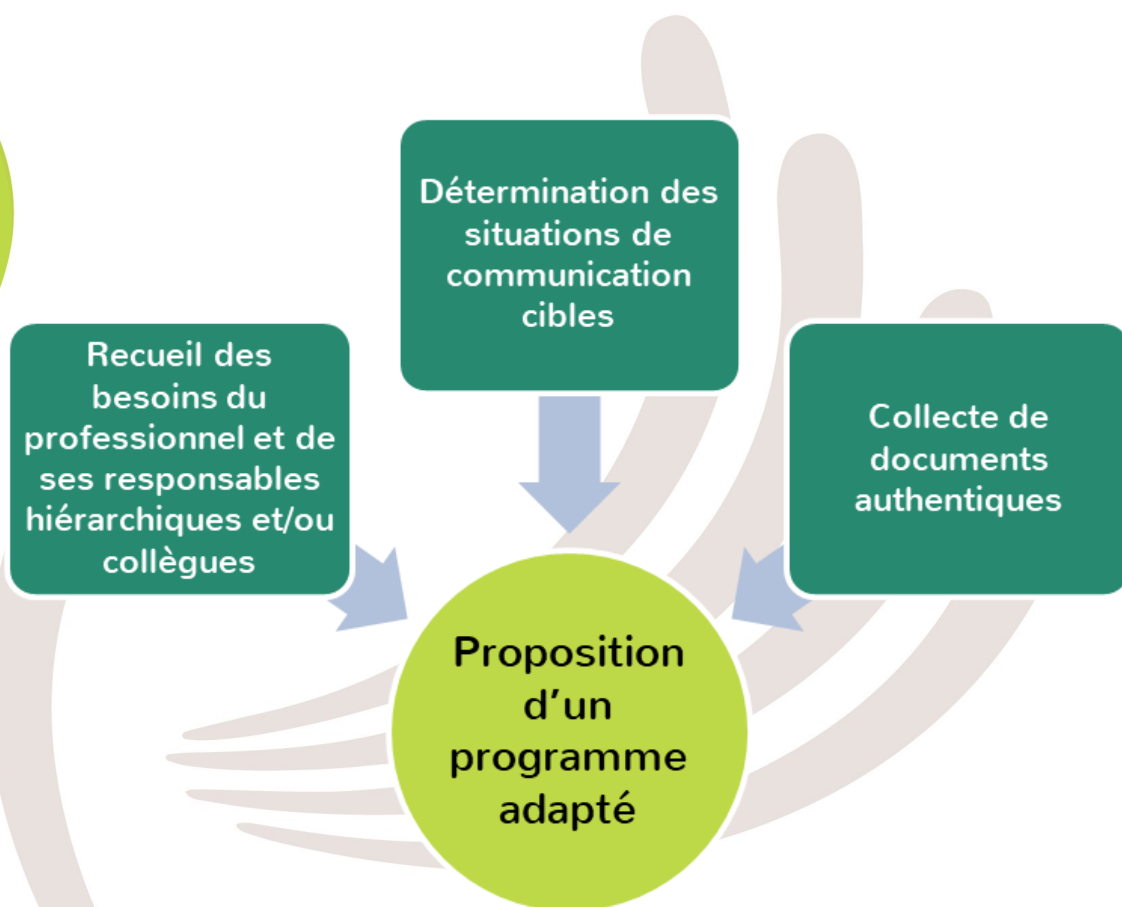 Recueil des
besoins du
professionnel et de
ses responsables
hiérarchiques et/ou
collègues
Détermination des
situations de
communication
cibles
Collecte de
documents
authentiques
Proposition
d’un
programme
adapté